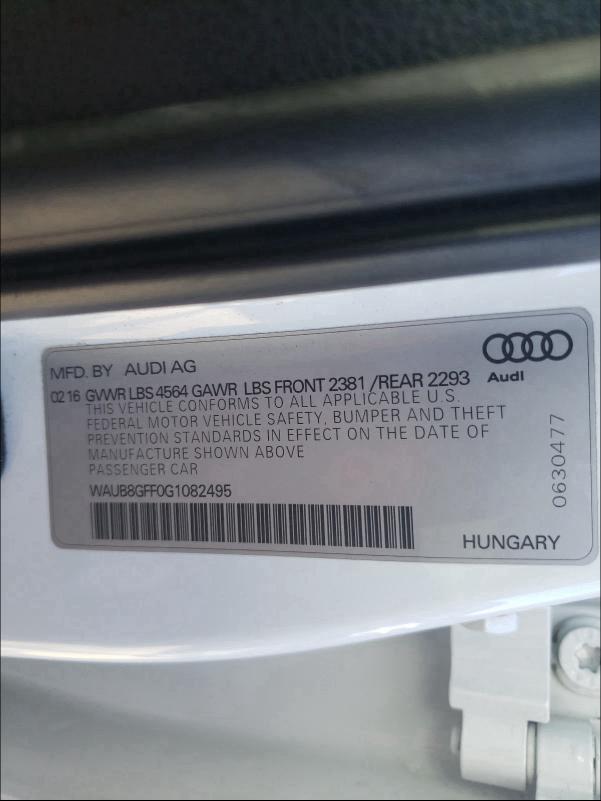 MFD. BY AUDI AG
02 16 GVWR LBS 4564 GAWR LBS FRONT 2381 /REAR 2293
THIS VEHICLE CONFORMS TO ALL APPLICABLE U.S.
FEDERAL MOTOR VEHICLE SAFETY, BUMPER AND THEFT
PREVENTION STANDARDS IN EFFECT ON THE DATE OF
MANUFACTURE SHOWN ABOVE
PASSENGER CAR
WAUB8GFF0G1082495
Audi
0630477
HUNGARY